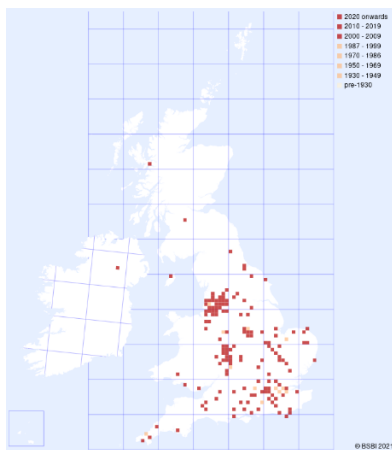 2020 onwards
2010 - 2019
2000 - 2009
1987 - 1999
1970 - 1986
1950 - 1969
1930 - 1949
pre-1930
© BSBI 2021